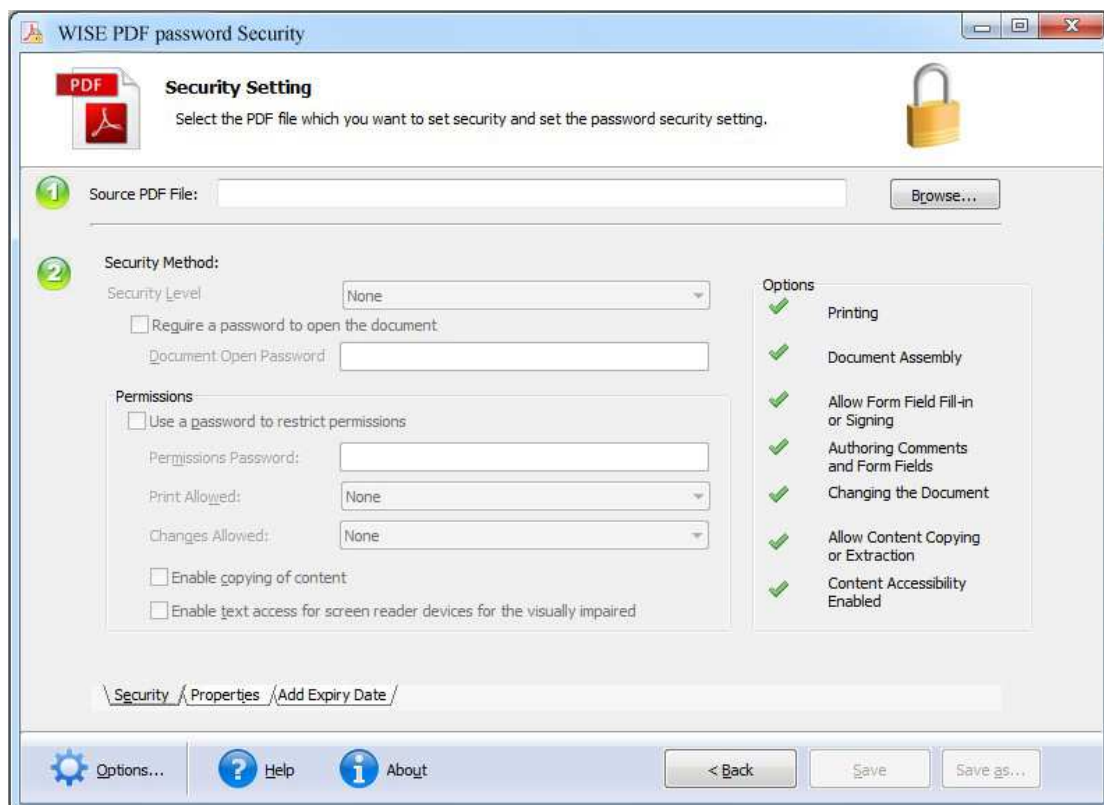 WISE PDF password Security
PDF
Security Setting
Select the PDF file which you want to set security and set the password security setting.
1
Source PDF File:
Browse...
2
Security Method:
Security Level
None
Require a password to open the document
Document Open Password
Permissions
Use a password to restrict permissions
Permissions Password:
Print Allowed:
None
Changes Allowed:
None
Enable copying of content
Enable text access for screen reader devices for the visually impaired
Options
Printing
Document Assembly
Allow Form Field Fill-in
or Signing
Authoring Comments
and Form Fields
Changing the Document
Allow Content Copying
or Extraction
Content Accessibility
Enabled
Security
Properties
Add Expiry Date
Options...
Help
About
< Back
Save
Save as...